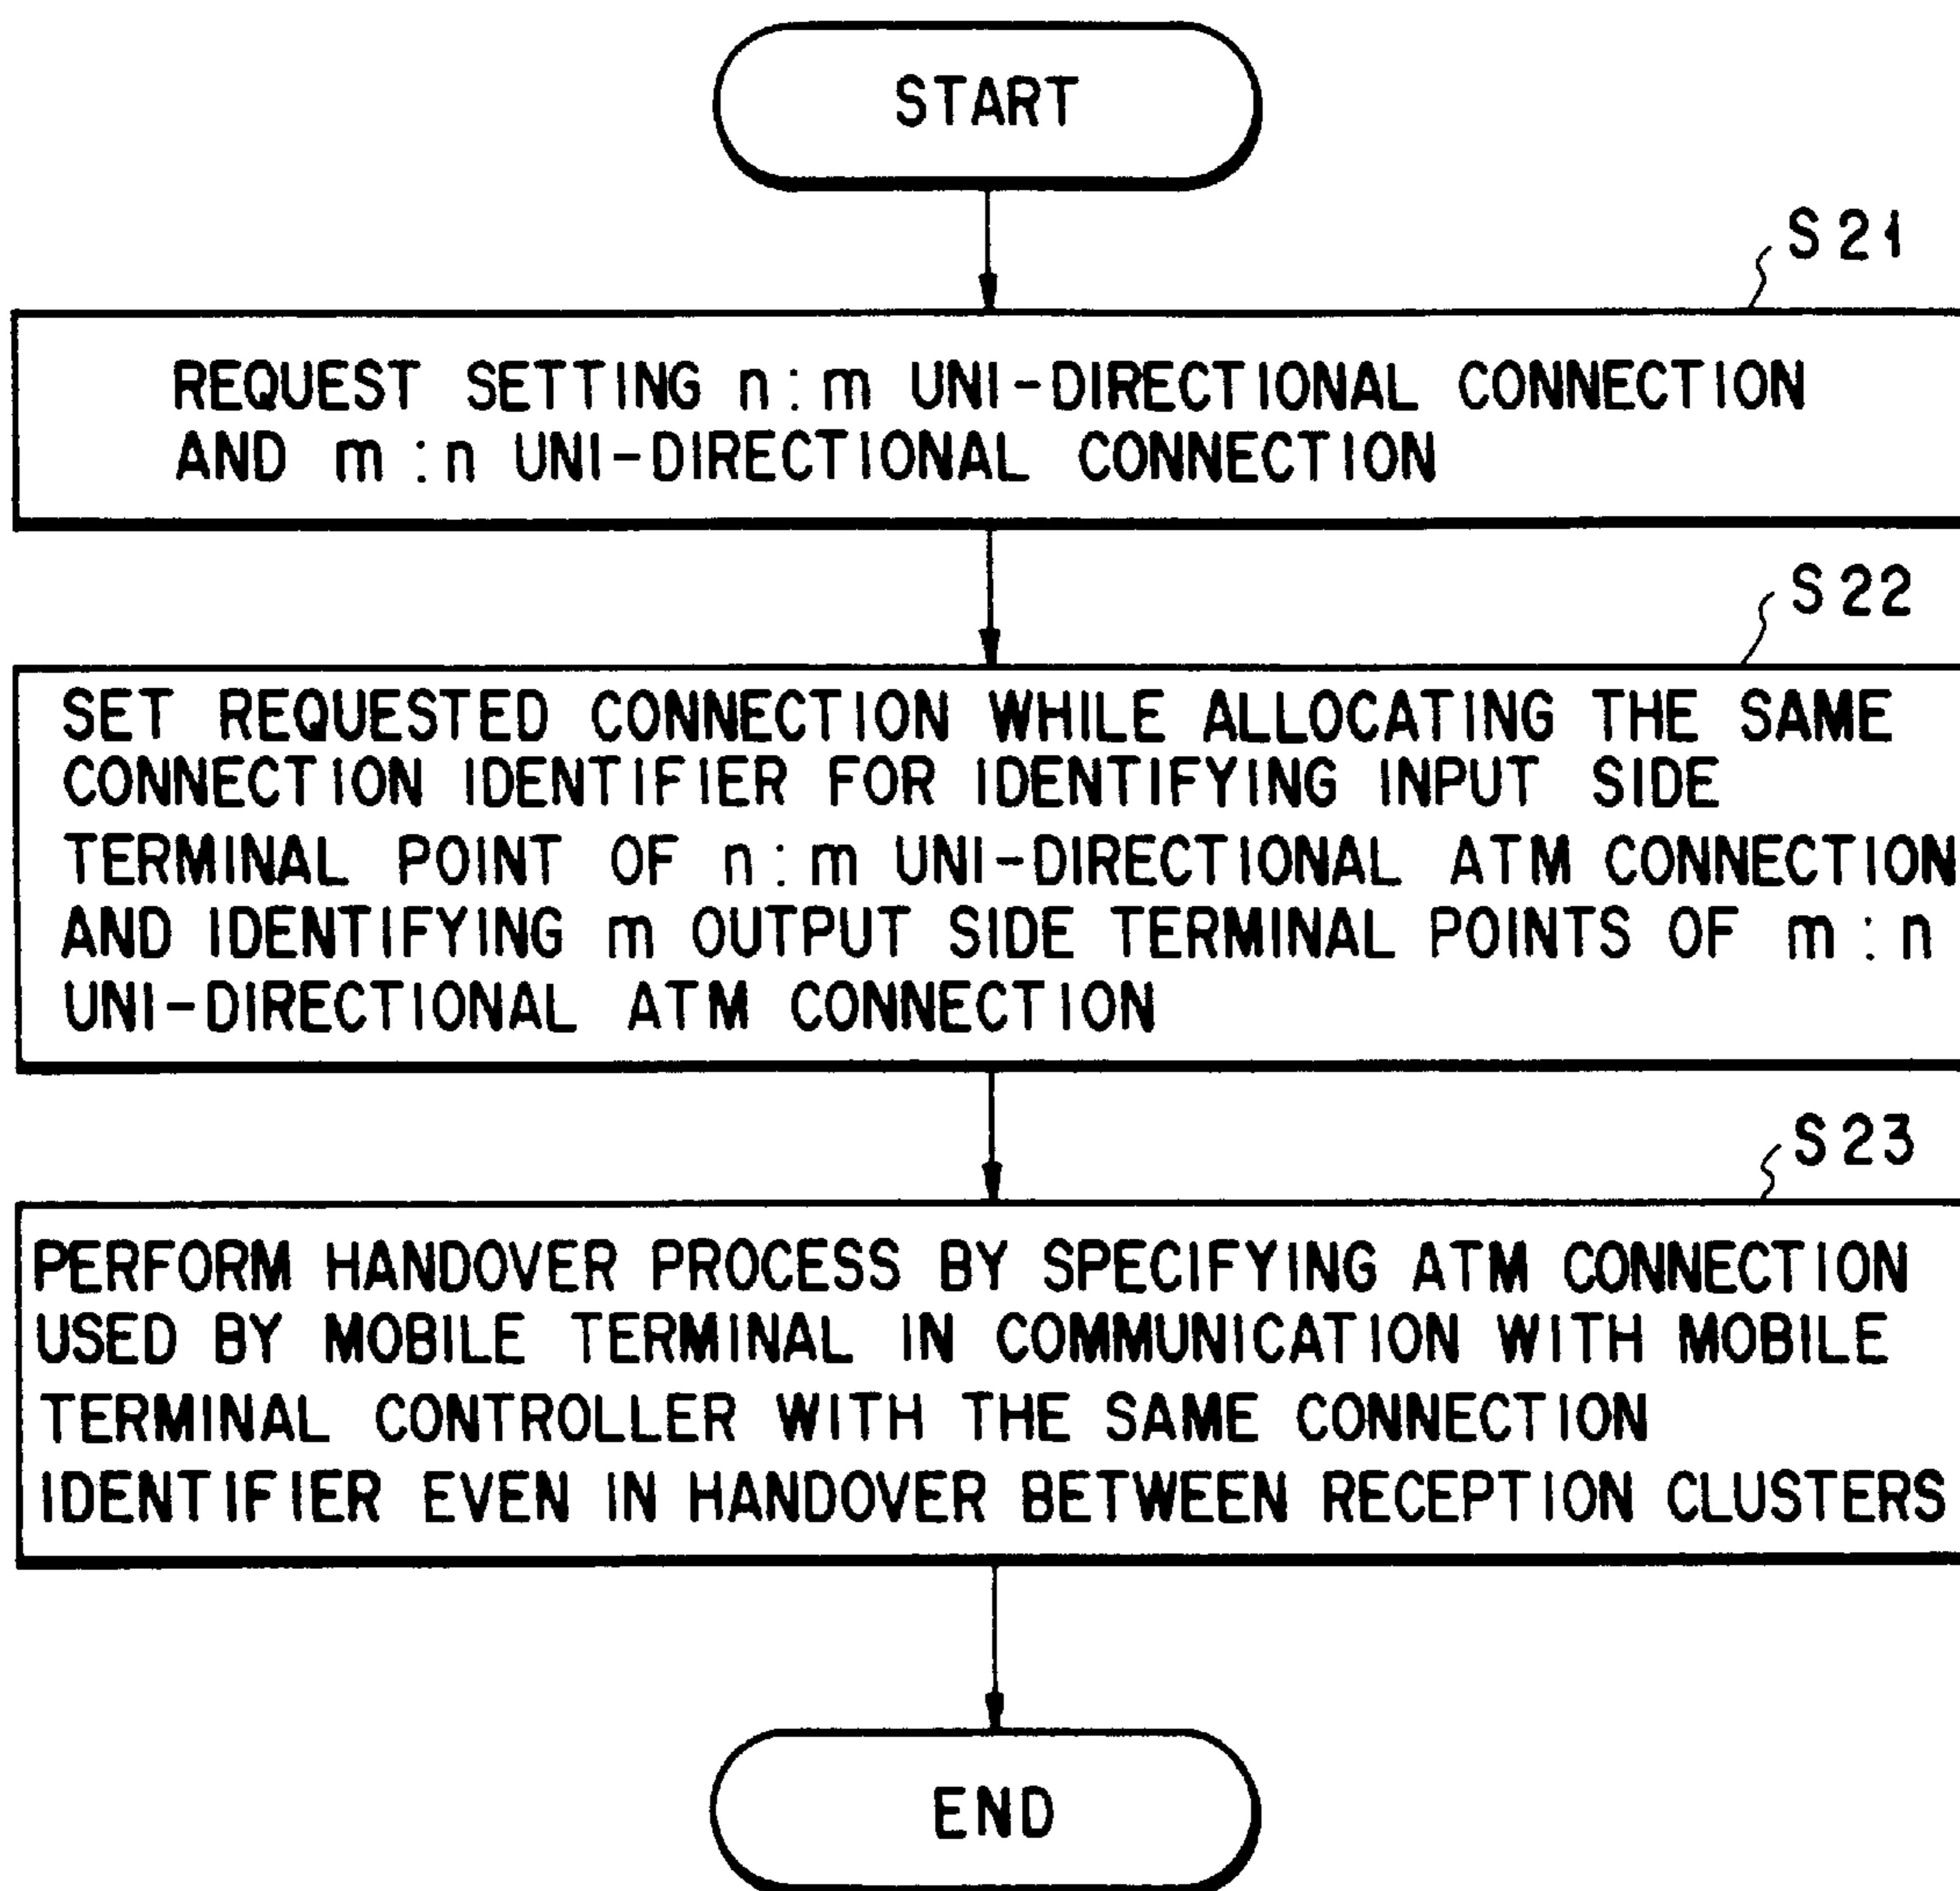 START
S21
REQUEST SETTING n:m UNI-DIRECTIONAL CONNECTION
AND m:n UNI-DIRECTIONAL CONNECTION
S22
SET REQUESTED CONNECTION WHILE ALLOCATING THE SAME
CONNECTION IDENTIFIER FOR IDENTIFYING INPUT SIDE
TERMINAL POINT OF n:m UNI-DIRECTIONAL ATM CONNECTION
AND IDENTIFYING m OUTPUT SIDE TERMINAL POINTS OF m:n
UNI-DIRECTIONAL ATM CONNECTION
S23
PERFORM HANDOVER PROCESS BY SPECIFYING ATM CONNECTION
USED BY MOBILE TERMINAL IN COMMUNICATION WITH MOBILE
TERMINAL CONTROLLER WITH THE SAME CONNECTION
IDENTIFIER EVEN IN HANDOVER BETWEEN RECEPTION CLUSTERS
END